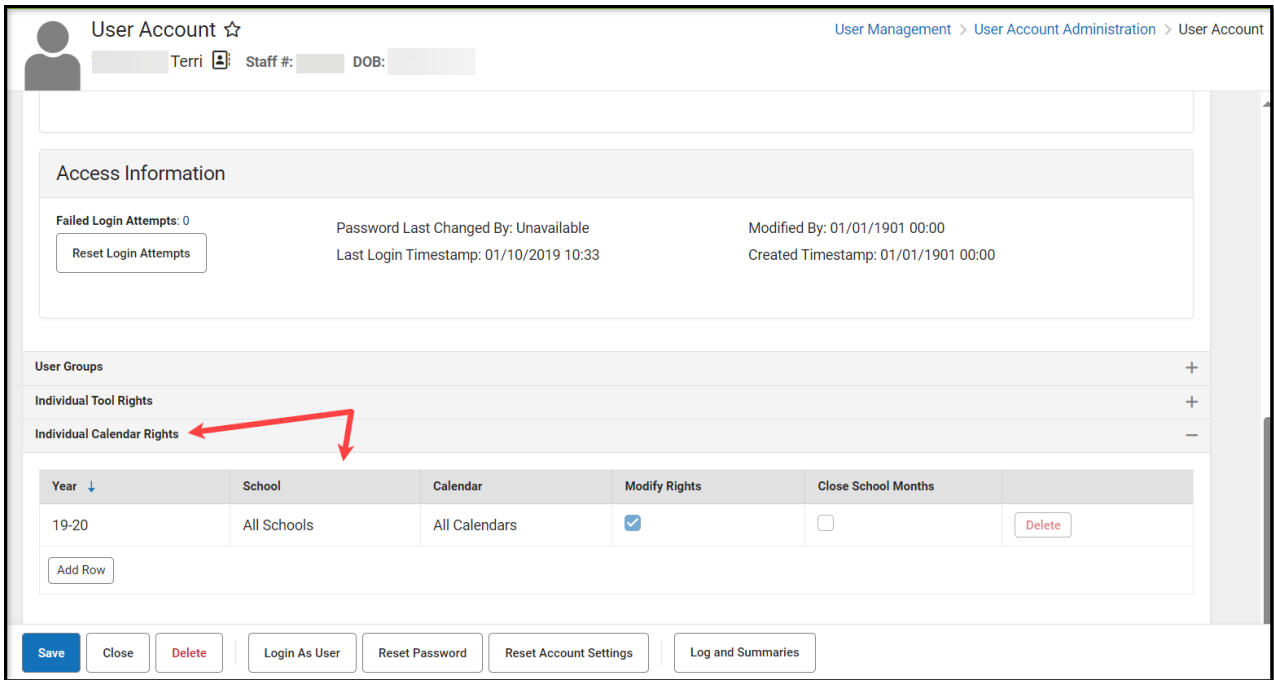 User Account
User Management > User Account Administration > User Account
Terri Staff #: DOB:
Access Information
Failed Login Attempts: 0
Reset Login Attempts
Password Last Changed By: Unavailable
Last Login Timestamp: 01/10/2019 10:33
Modified By: 01/01/1901 00:00
Created Timestamp: 01/01/1901 00:00
User Groups
Individual Tool Rights
Individual Calendar Rights
Year School Calendar Modify Rights Close School Months
19-20 All Schools All Calendars Delete
Add Row
Save Close Delete Login As User Reset Password Reset Account Settings Log and Summaries